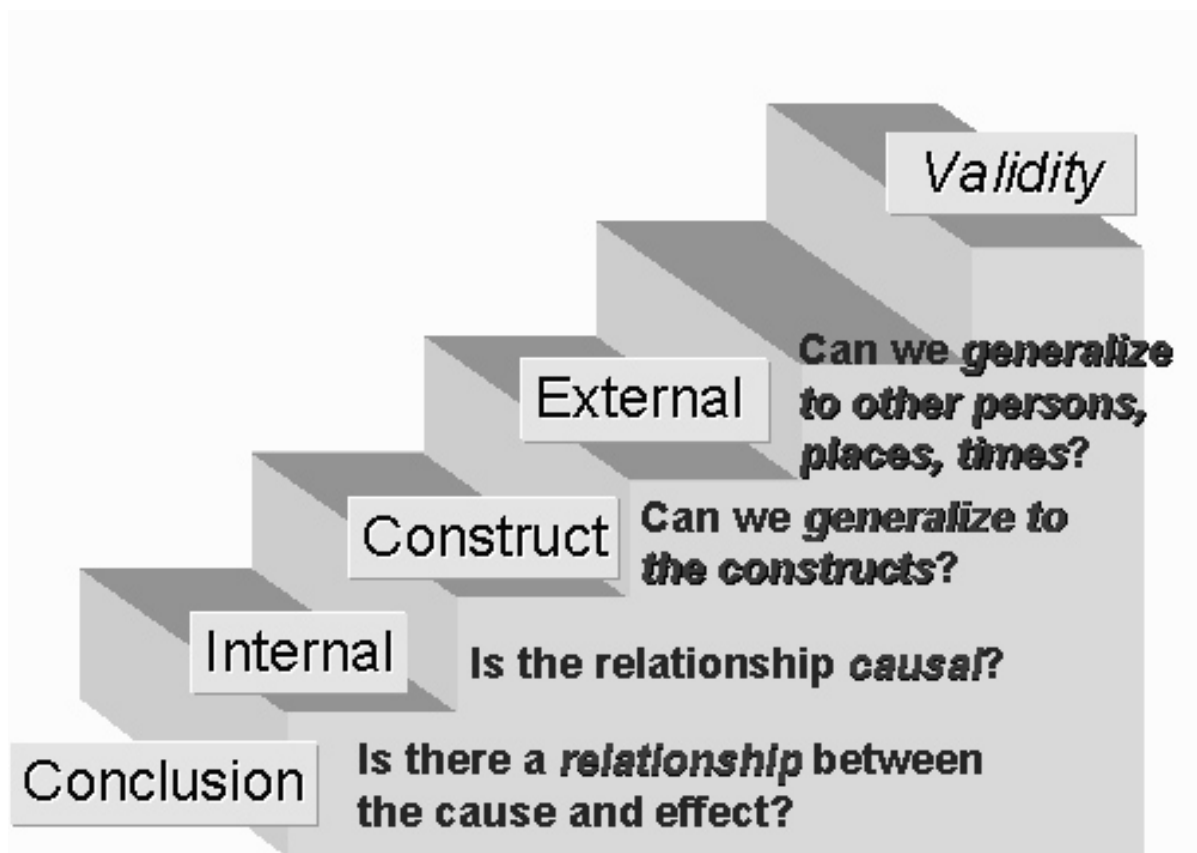 Validity
External
Can we generalize
to other persons,
places, times?
Construct
Can we generalize to
the constructs?
Internal
Is the relationship causal?
Conclusion
Is there a relationship between
the cause and effect?